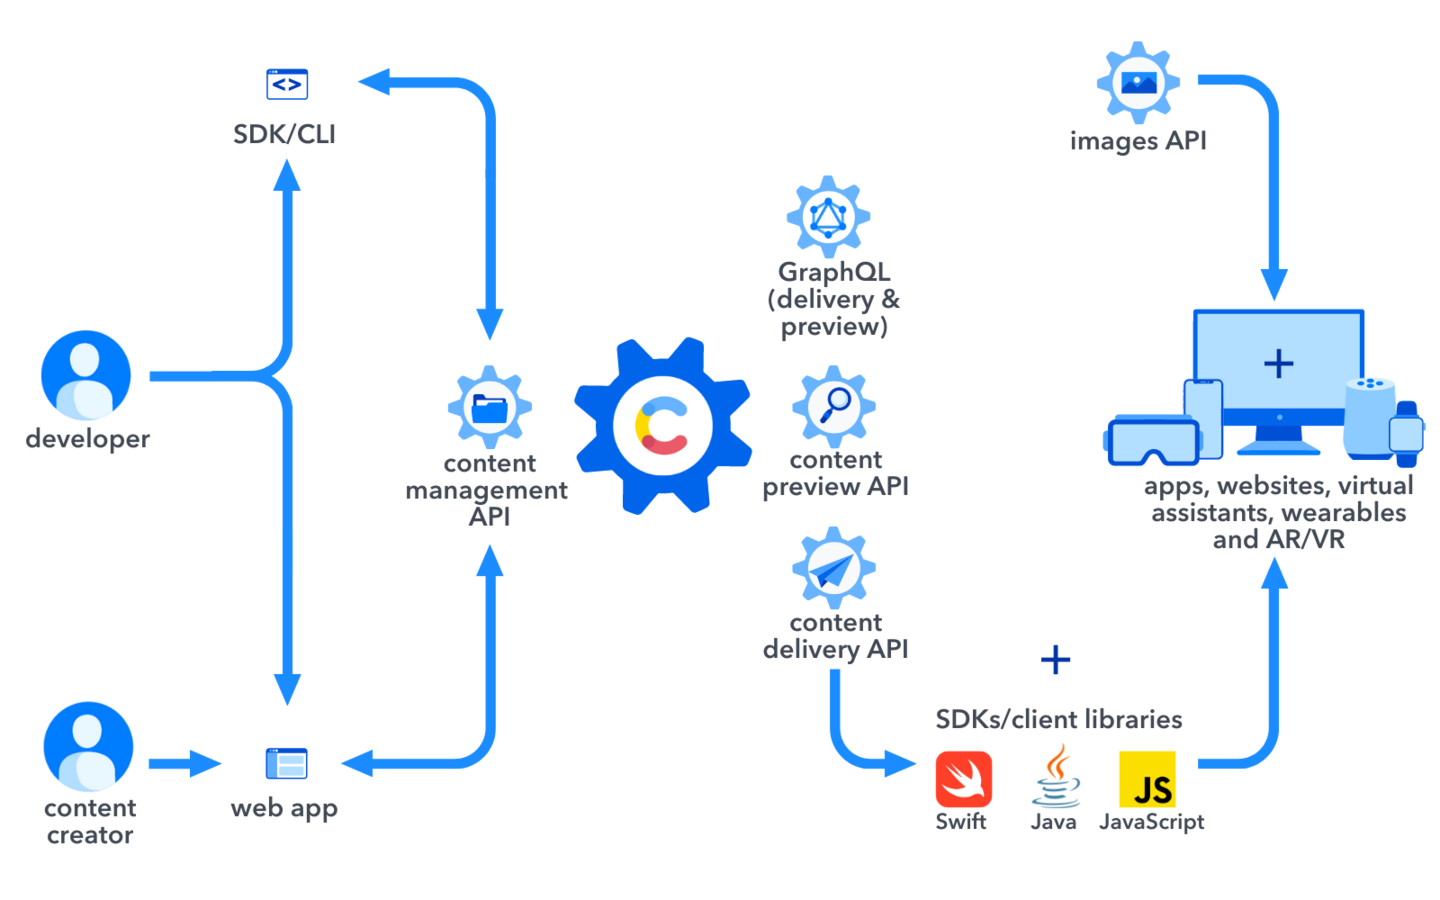 SDK/CLI
images API
GraphQL
(delivery &
preview)
developer
content
management
API
content
preview API
apps, websites, virtual
assistants, wearables
and AR/VR
content
delivery API
SDKs/client libraries
JS
Swift
Java
JavaScript
web app
content
creator